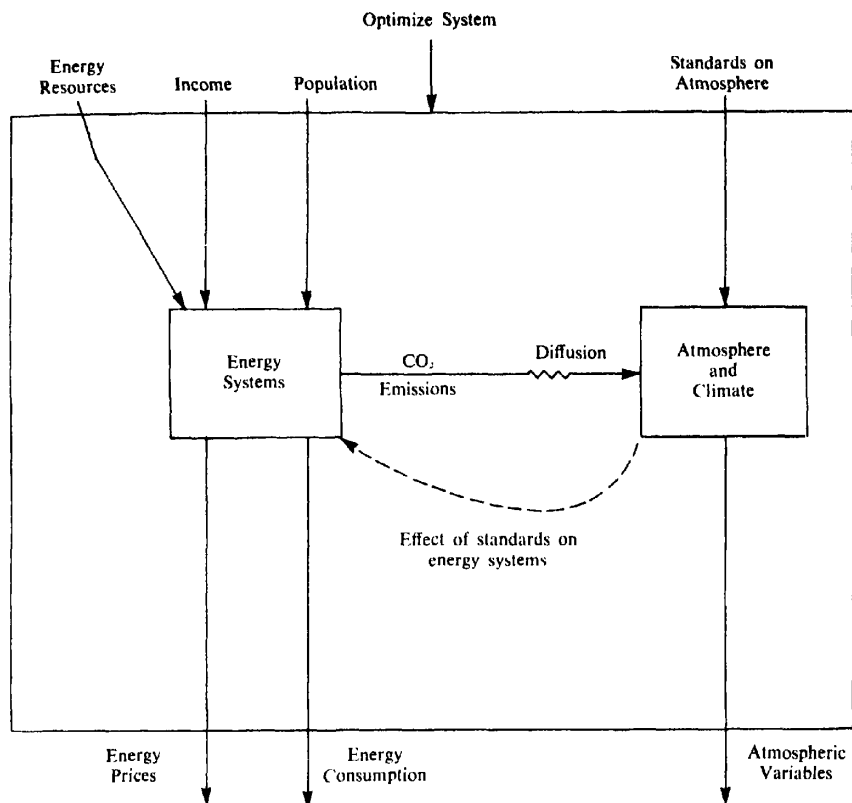 Optimize System
Energy
Resources
Income
Population
Standards on
Atmosphere
Energy
Systems
CO₂
Emissions
Diffusion
Atmosphere
and
Climate
Effect of standards on
energy systems
Energy
Prices
Energy
Consumption
Atmospheric
Variables